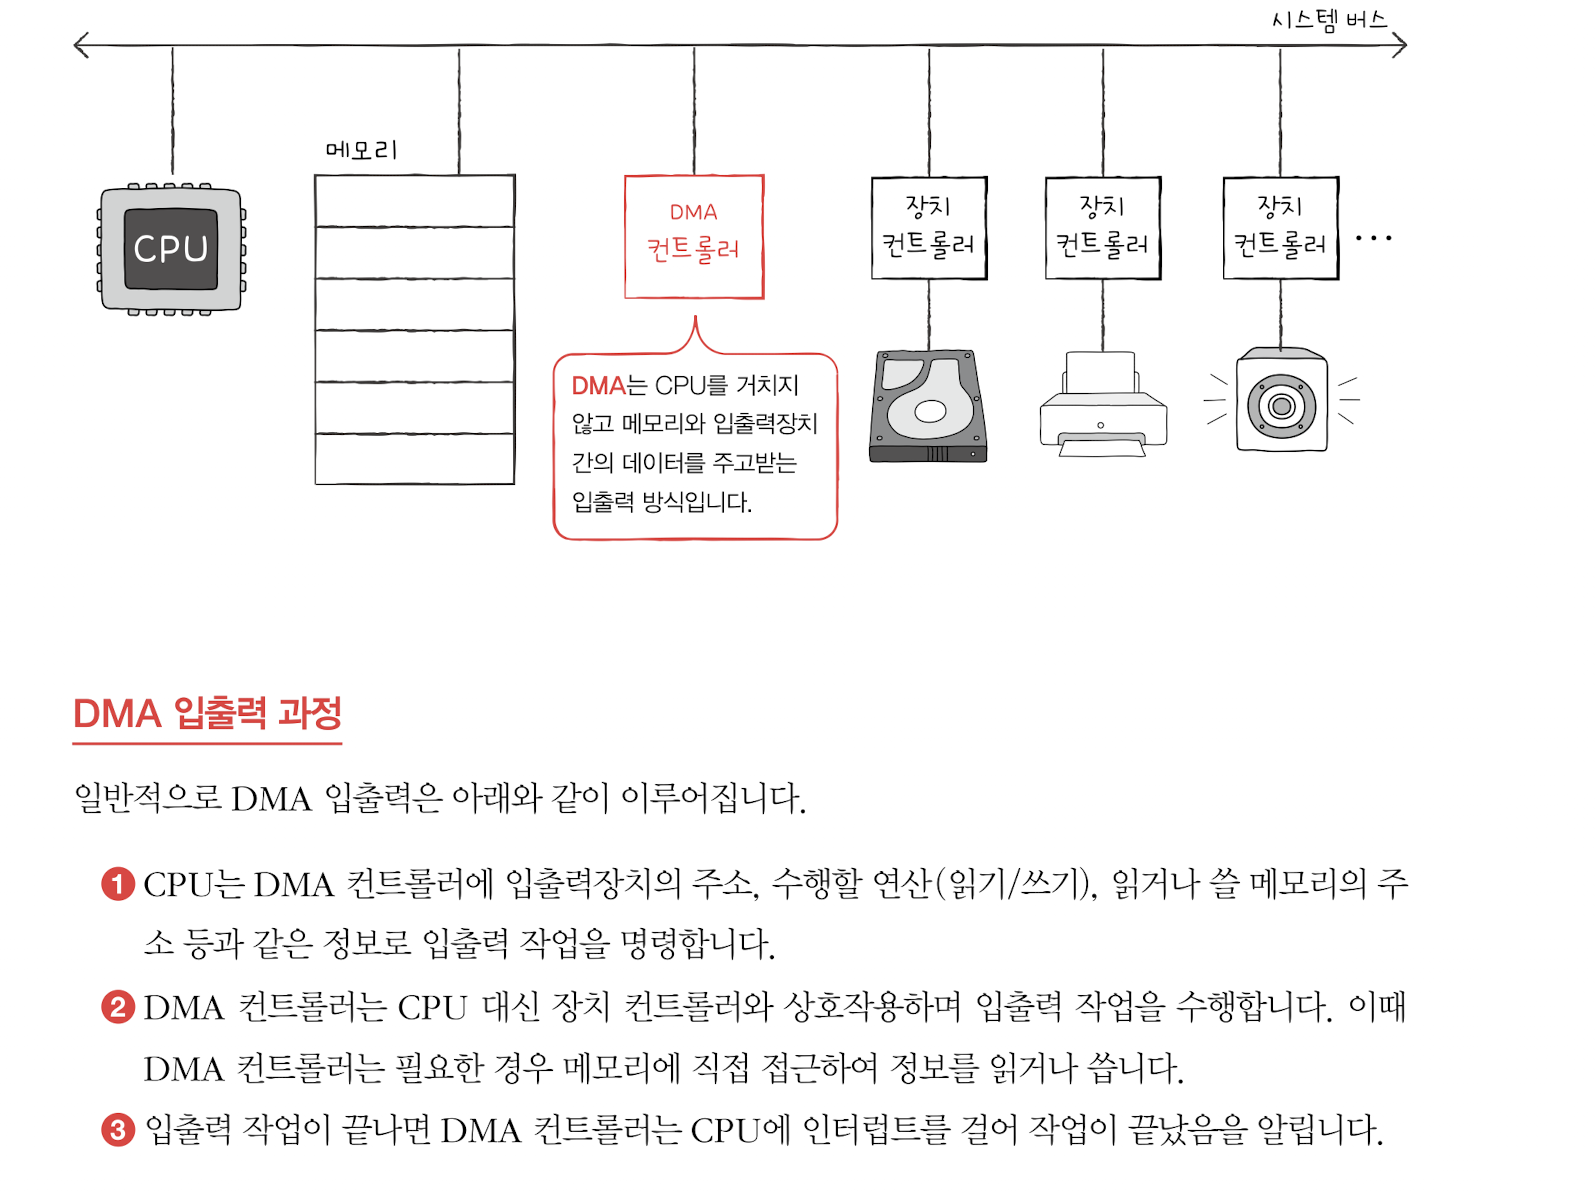 시스템 버스
메모리
CPU
DMA
컨트롤러
장치
컨트롤러
장치
컨트롤러
장치
컨트롤러
...
DMA는 CPU를 거치지
않고 메모리와 입출력장치
간의 데이터를 주고받는
입출력 방식입니다.
DMA 입출력 과정
일반적으로 DMA 입출력은 아래와 같이 이루어집니다.
1 CPU는 DMA 컨트롤러에 입출력장치의 주소, 수행할 연산(읽기/쓰기), 읽거나 쓸 메모리의 주
소 등과 같은 정보로 입출력 작업을 명령합니다.
2 DMA 컨트롤러는 CPU 대신 장치 컨트롤러와 상호작용하며 입출력 작업을 수행합니다. 이때
DMA 컨트롤러는 필요한 경우 메모리에 직접 접근하여 정보를 읽거나 씁니다.
3 입출력 작업이 끝나면 DMA 컨트롤러는 CPU에 인터럽트를 걸어 작업이 끝났음을 알립니다.